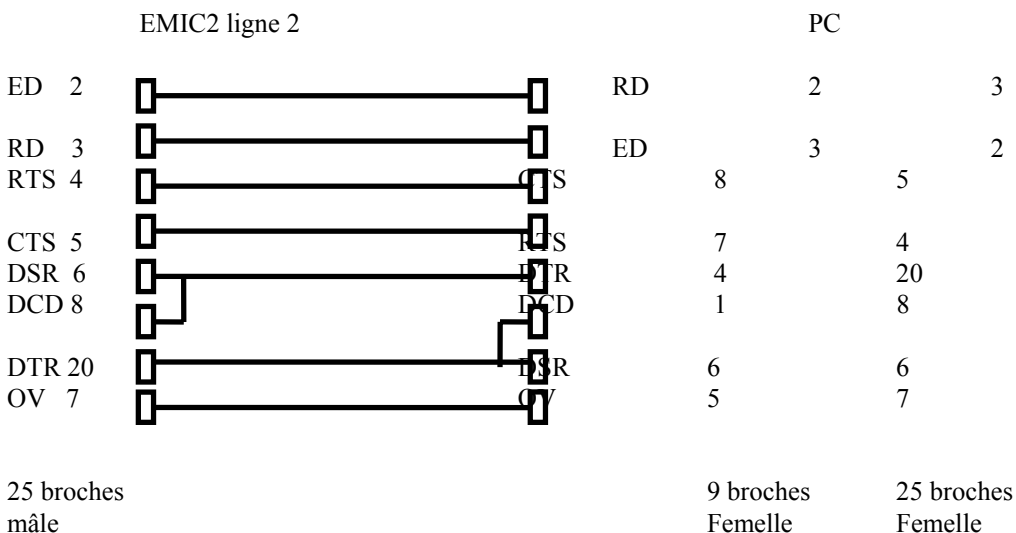 EMIC2 ligne 2 PC
ED 2 RD 2 3
RD 3 ED 3 2
RTS 4 CTS 8 5
CTS 5 RTS 7 4
DSR 6 DTR 4 20
DCD 8 DCD 1 8
DTR 20 DSR 6 6
OV 7 OV 5 7
25 broches 9 broches 25 broches
mâle Femelle Femelle